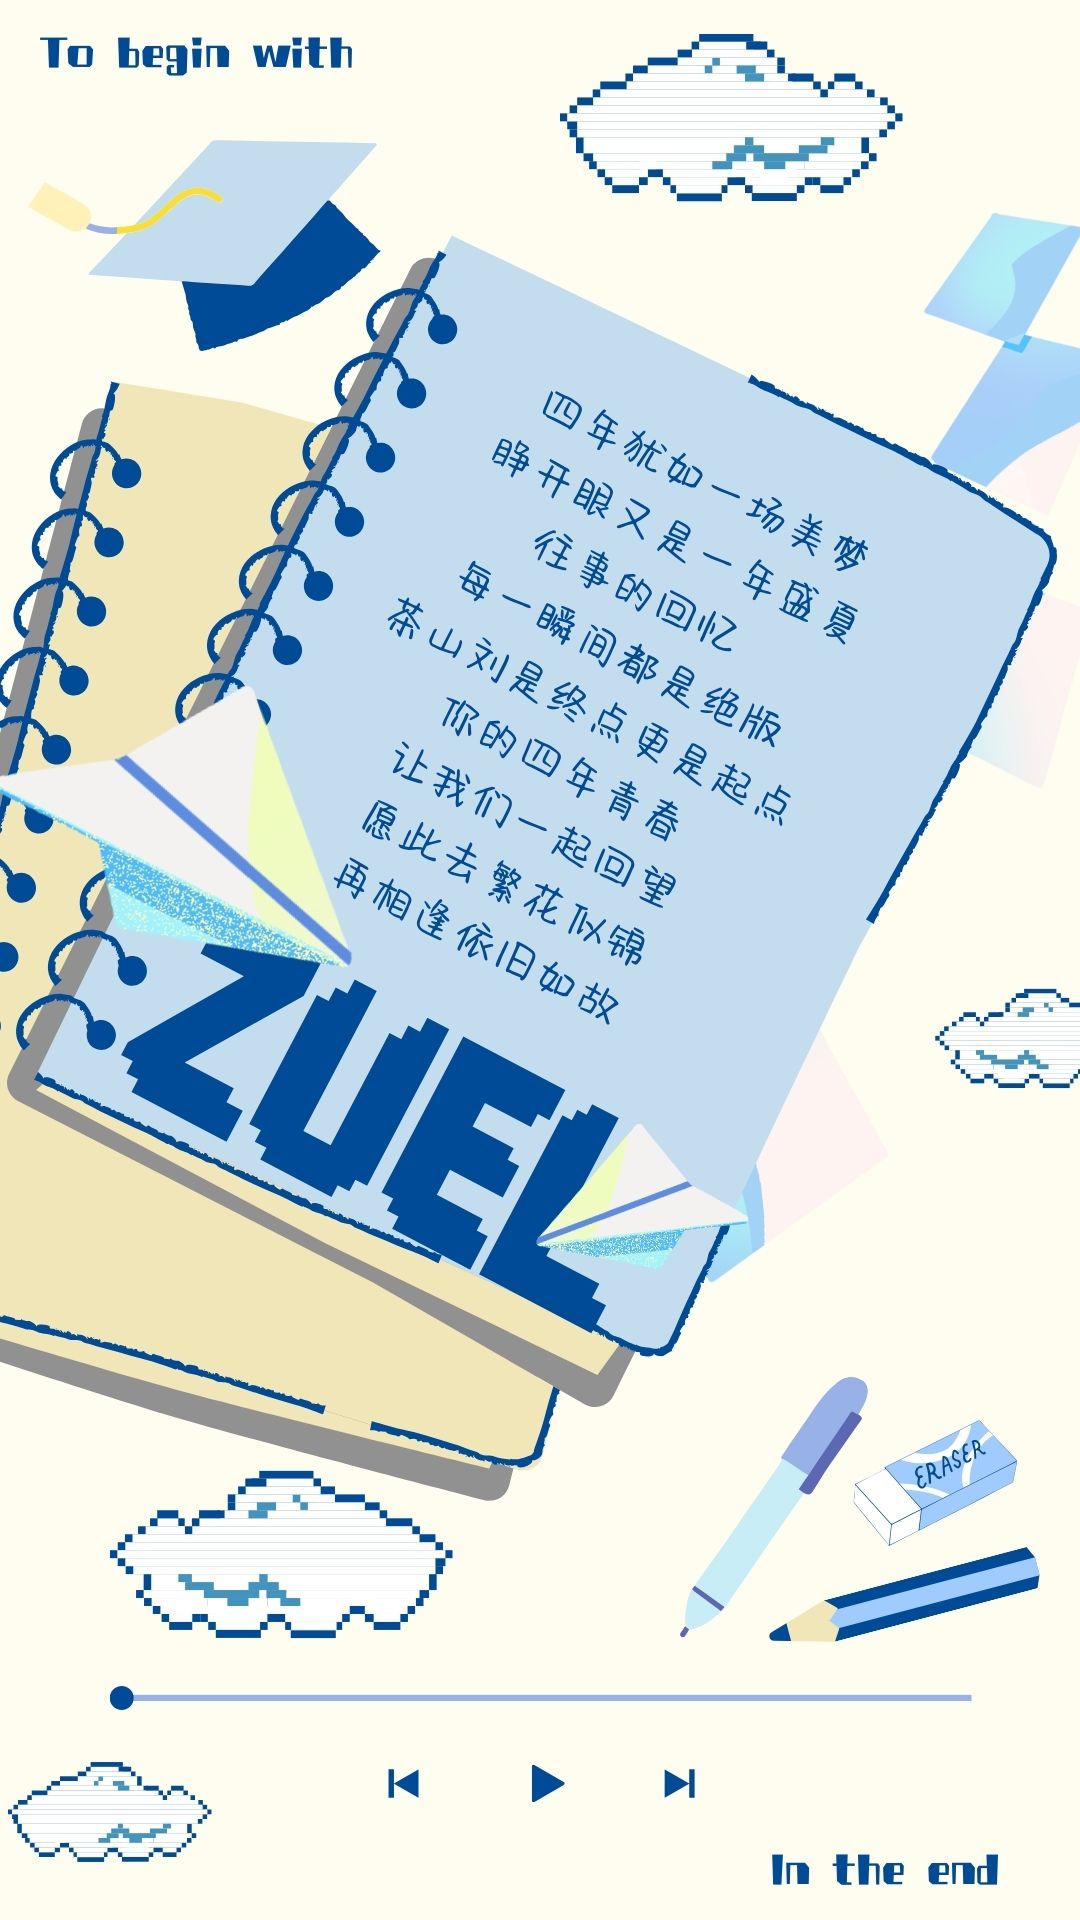 To begin with
四年犹如一场美梦
睁开眼又是一年盛夏
往事的回忆
每一瞬间都是绝版
茶山刘是终点更是起点
你的四年青春
让我们一起回望
愿此去繁花似锦
再相逢依旧如故
ZUEL
ERASER
In the end